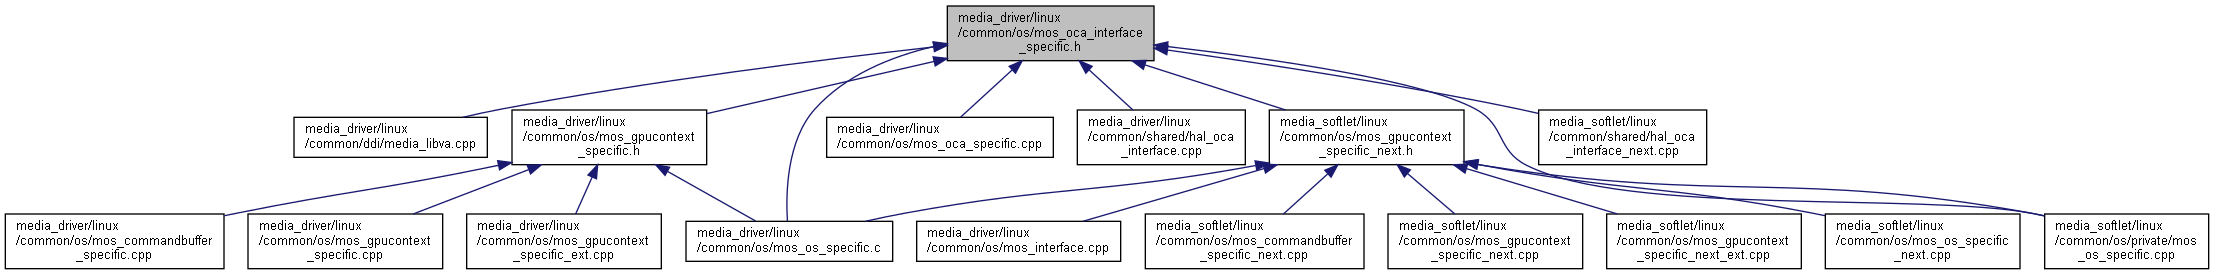 media_driver/linux
/common/os/mos_oca_interface
_specific.h
media_driver/linux
/common/ddi/media_libva.cpp
media_driver/linux
/common/os/mos_gpucontext
_specific.h
media_driver/linux
/common/os/mos_oca_specific.cpp
media_driver/linux
/common/shared/hal_oca
_interface.cpp
media_softlet/linux
/common/os/mos_gpucontext
_specific_next.h
media_softlet/linux
/common/shared/hal_oca
_interface_next.cpp
media_driver/linux
/common/os/mos_commandbuffer
_specific.cpp
media_driver/linux
/common/os/mos_gpucontext
_specific.cpp
media_driver/linux
/common/os/mos_gpucontext
_specific_ext.cpp
media_driver/linux
/common/os/mos_os_specific.c
media_driver/linux
/common/os/mos_interface.cpp
media_softlet/linux
/common/os/mos_commandbuffer
_specific_next.cpp
media_softlet/linux
/common/os/mos_gpucontext
_specific_next.cpp
media_softlet/linux
/common/os/mos_gpucontext
_specific_next_ext.cpp
media_softlet/linux
/common/os/mos_os_specific
_next.cpp
media_softlet/linux
/common/os/private/mos
_os_specific.cpp